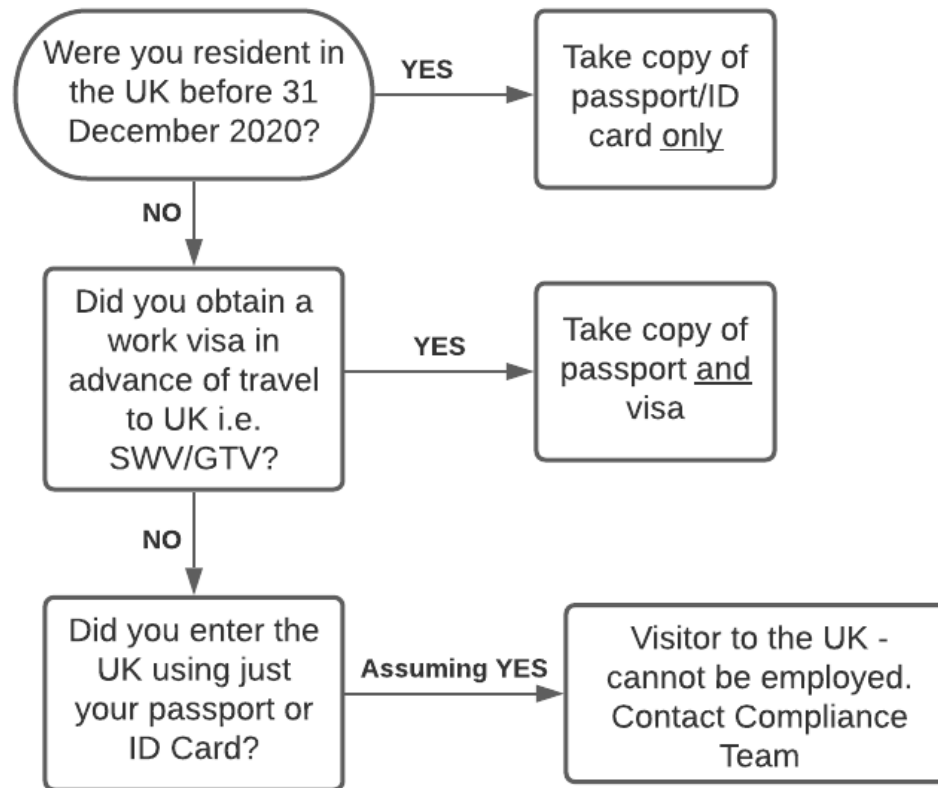 Were you resident in
the UK before 31
December 2020?
YES
Take copy of
passport/ID
card only
NO
Did you obtain a
work visa in
advance of travel
to UK i.e.
SWV/GTV?
YES
Take copy of
passport and
visa
NO
Did you enter the
UK using just
your passport or
ID Card?
Assuming YES
Visitor to the UK -
cannot be employed.
Contact Compliance
Team